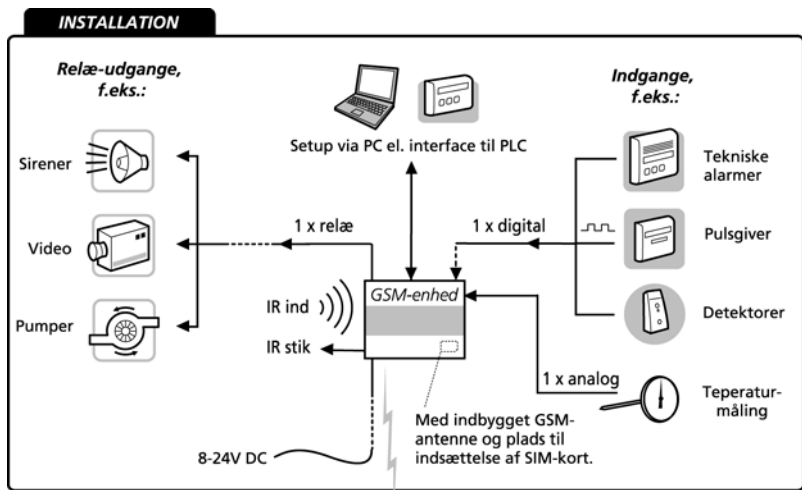 INSTALLATION
Relæ-udgange,
f.eks.:
Sirener
Video
Pumper
Setup via PC el. interface til PLC
1 x relæ
1 x digital
GSM-enhed
IR ind
IR stik
8-24V DC
Med indbygget GSM-
antenne og plads til
indsættelse af SIM-kort.
1 x analog
Indgange,
f.eks.:
Tekniske
alarmer
Pulsgiver
Detektorer
Teperatur-
måling